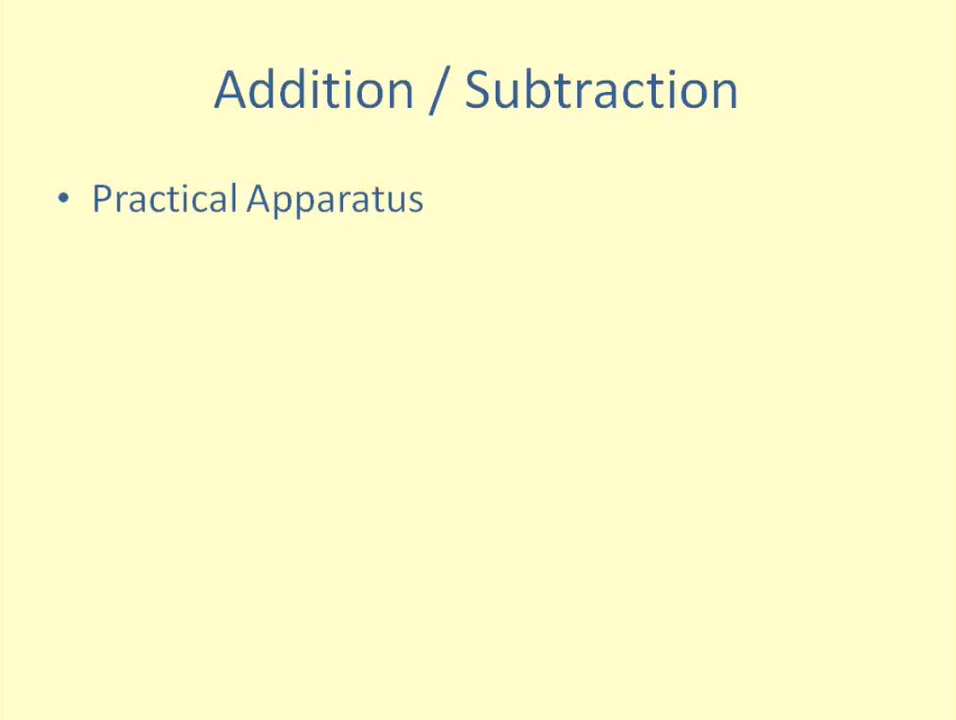 Addition / Subtraction
• Practical Apparatus